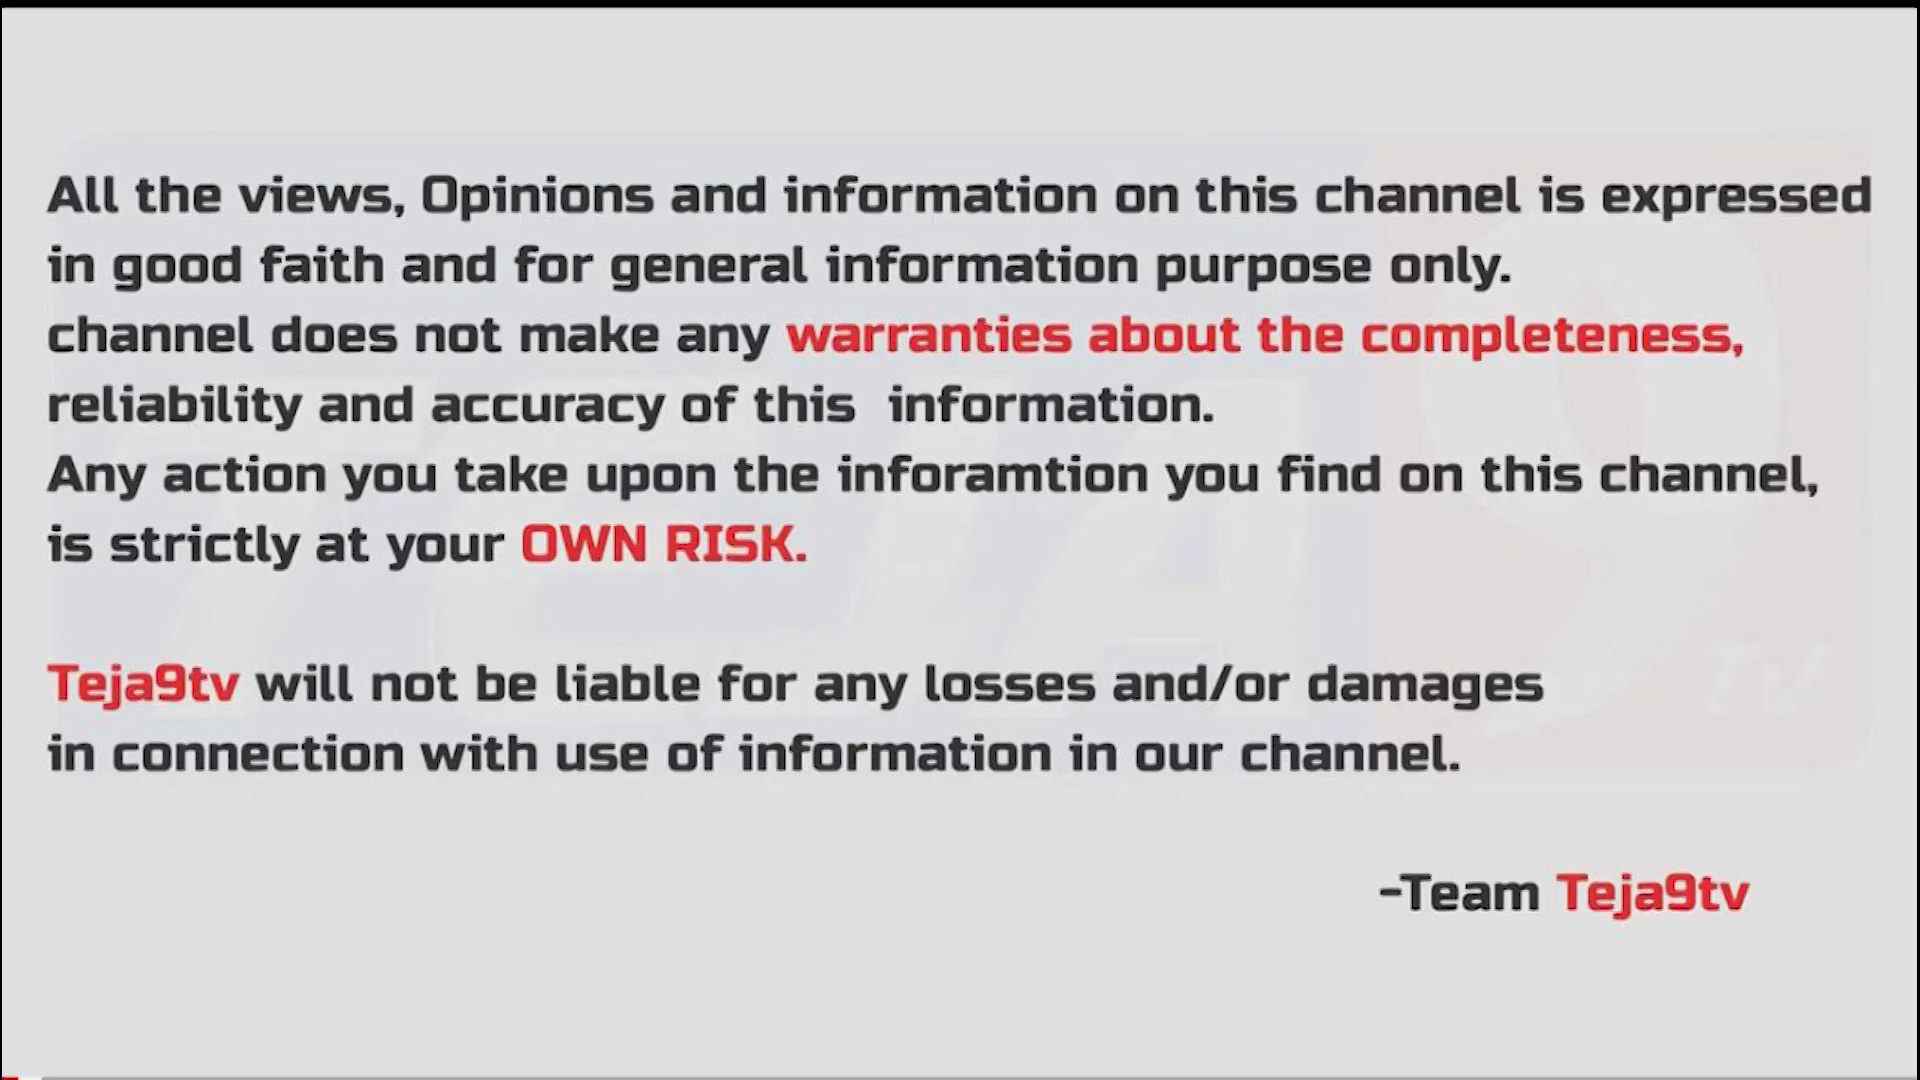 All the views, Opinions and information on this channel is expressed
in good faith and for general information purpose only.
channel does not make any warranties about the completeness,
reliability and accuracy of this  information.
Any action you take upon the inforamtion you find on this channel,
is strictly at your OWN RISK.
Teja9tv will not be liable for any losses and/or damages
in connection with use of information in our channel.
-Team Teja9tv
TEJA 9 TV